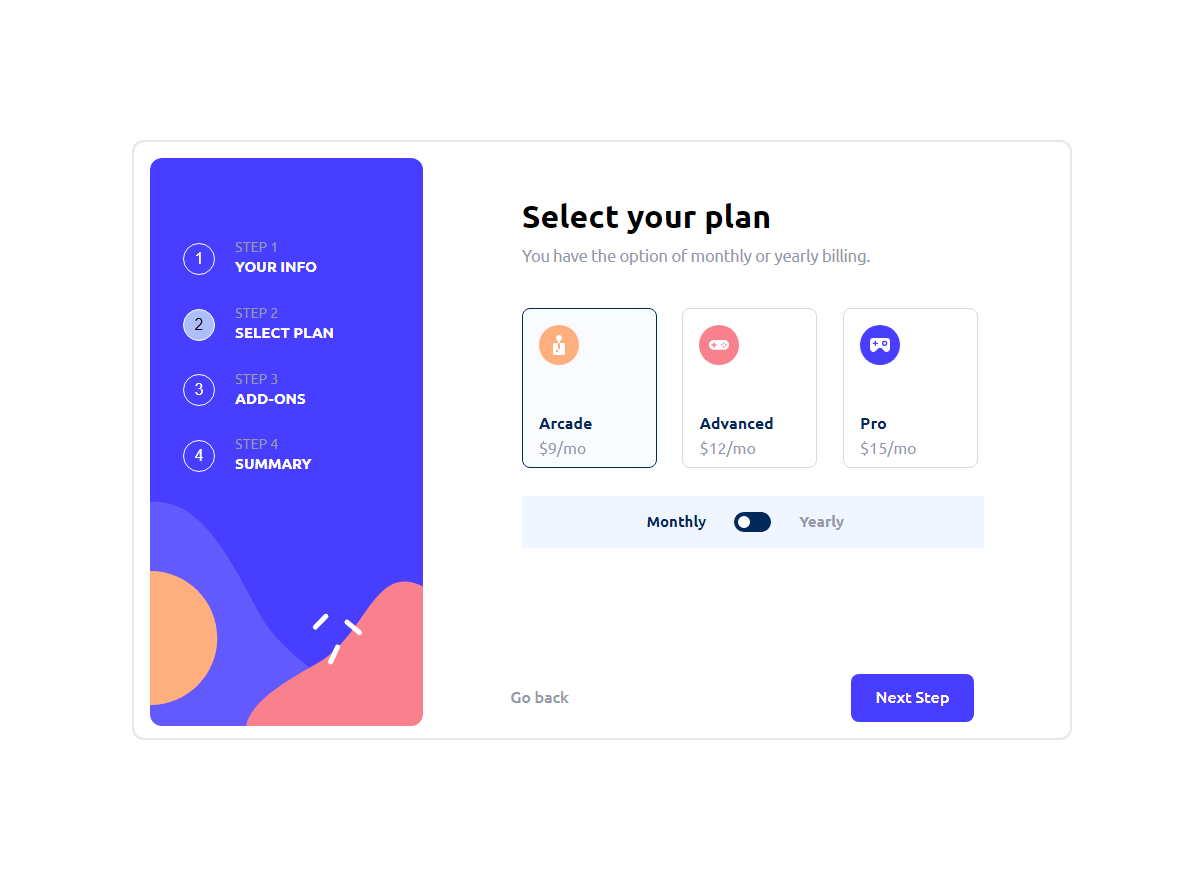 1
STEP 1
YOUR INFO
2
STEP 2
SELECT PLAN
3
STEP 3
ADD-ONS
4
STEP 4
SUMMARY
Select your plan
You have the option of monthly or yearly billing.
Arcade
$9/mo
Advanced
$12/mo
Pro
$15/mo
Monthly
Yearly
Go back
Next Step